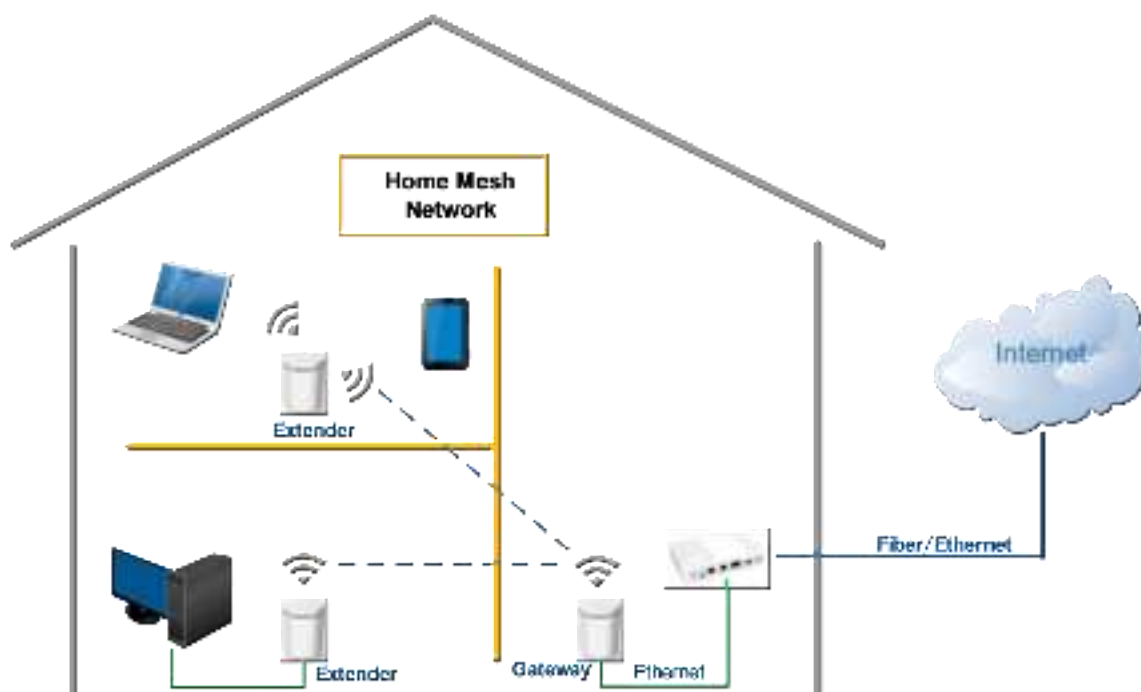 Home Mesh
Network
Internet
Extender
Fiber/Ethernet
Extender
Gateway
Ethernet